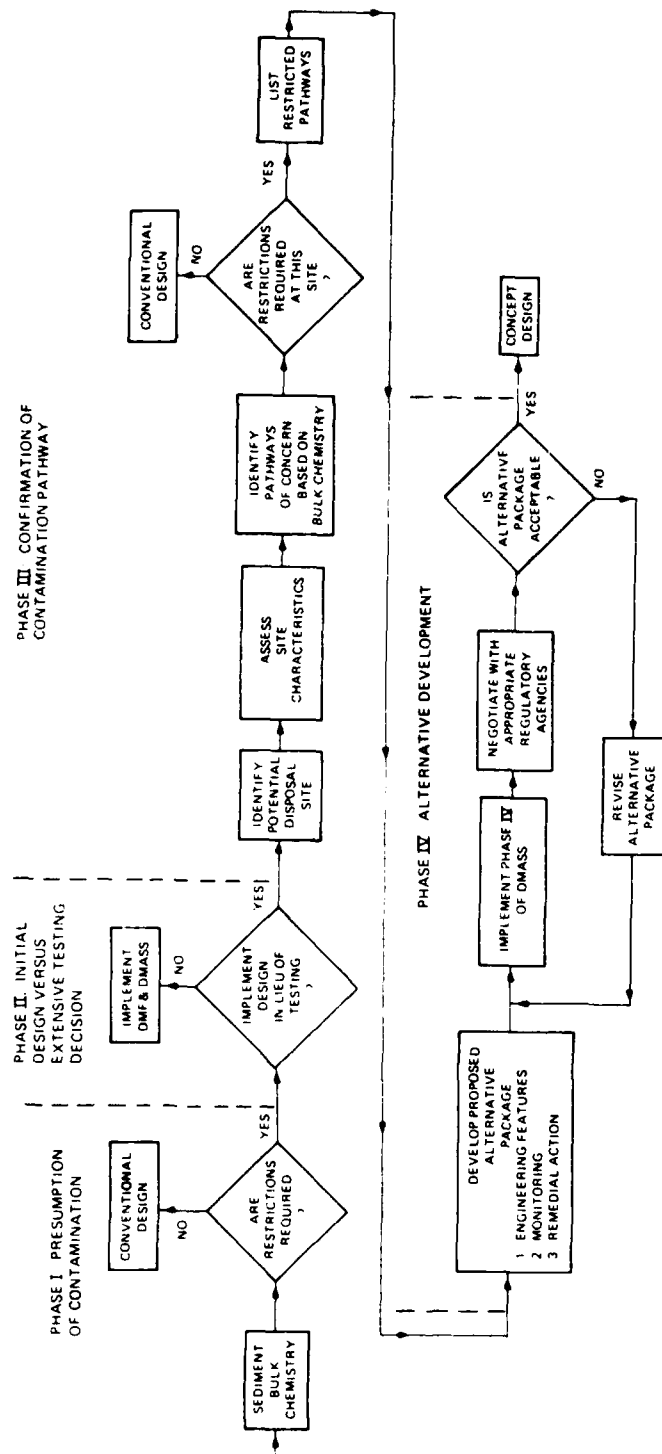 PHASE I PRESUMPTION
OF CONTAMINATION
SEDIMENT
BULK
CHEMISTRY
ARE
RESTRICTIONS
REQUIRED
?
NO
CONVENTIONAL
DESIGN
YES
PHASE II. INITIAL
DESIGN VERSUS
EXTENSIVE TESTING
DECISION
IMPLEMENT
DESIGN
IN LIEU OF
TESTING
?
NO
IMPLEMENT
DMF & DMASS
YES
PHASE III CONFIRMATION OF
CONTAMINATION PATHWAY
IDENTIFY
POTENTIAL
DISPOSAL
SITE
ASSESS
SITE
CHARACTERISTICS
IDENTIFY
PATHWAYS
OF CONCERN
BASED ON
BULK CHEMISTRY
ARE
RESTRICTIONS
REQUIRED
AT THIS
SITE
?
NO
CONVENTIONAL
DESIGN
YES
LIST
RESTRICTED
PATHWAYS
PHASE IV ALTERNATIVE DEVELOPMENT
DEVELOP PROPOSED
ALTERNATIVE
PACKAGE
1 ENGINEERING FEATURES
2 MONITORING
3 REMEDIAL ACTION
IMPLEMENT PHASE IV
OF DMASS
NEGOTIATE WITH
APPROPRIATE
REGULATORY
AGENCIES
IS
ALTERNATIVE
PACKAGE
ACCEPTABLE
?
YES
CONCEPT
DESIGN
NO
REVISE
ALTERNATIVE
PACKAGE